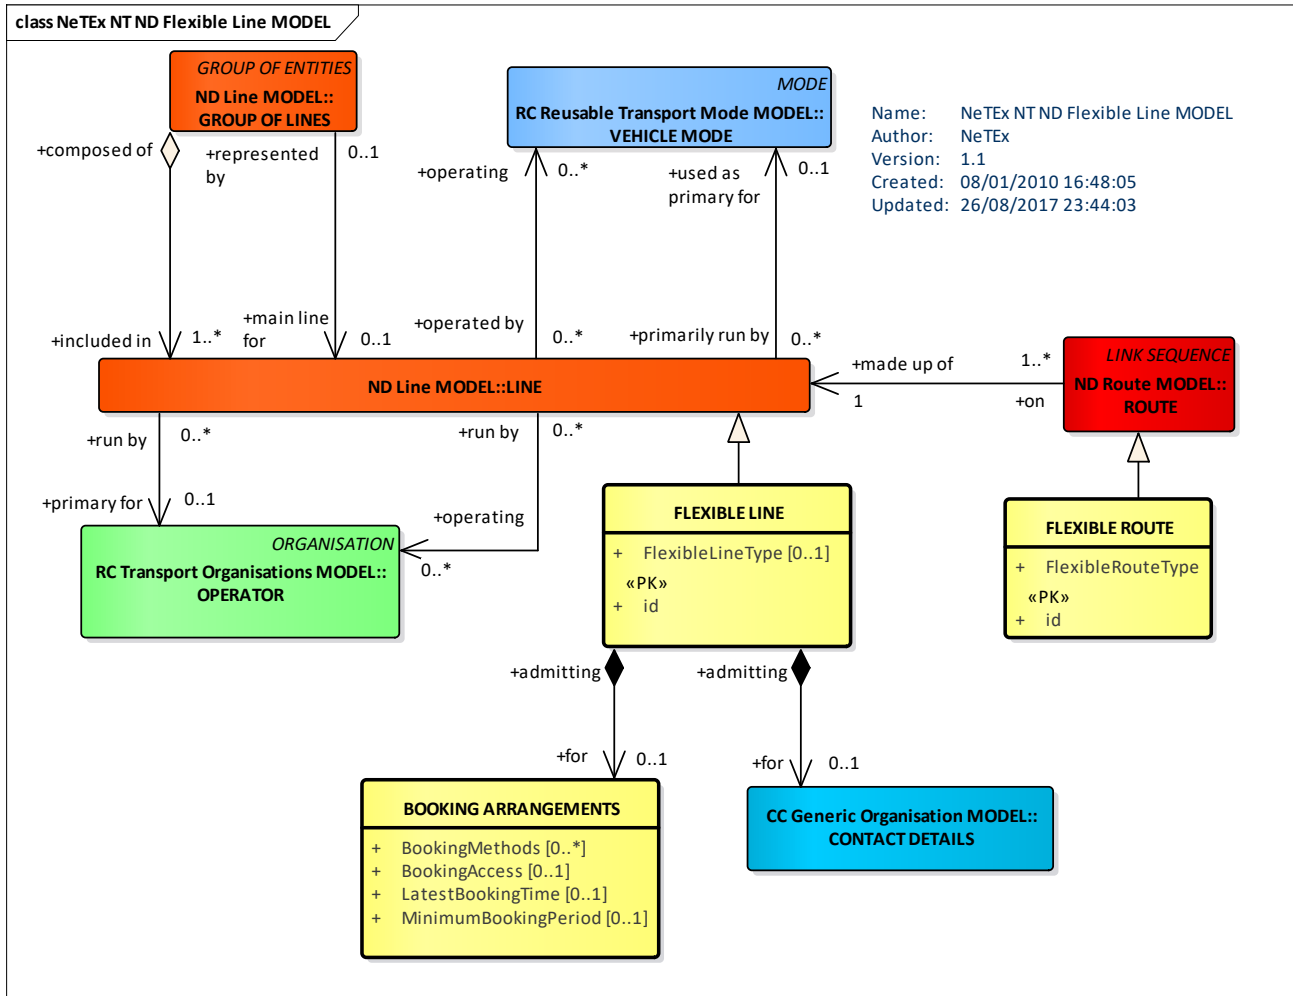 class NeTEx NT ND Flexible Line MODEL
GROUP OF ENTITIES
ND Line MODEL::
GROUP OF LINES
MODE
RC Reusable Transport Mode MODEL::
VEHICLE MODE
Name: NeTEx NT ND Flexible Line MODEL
Author: NeTEx
Version: 1.1
Created: 08/01/2010 16:48:05
Updated: 26/08/2017 23:44:03
+composed of
+represented
by
0..1
+operating
0..*
+used as
primary for
0..1
+included in
1..*
+main line
for
0..1
+operated by
0..*
+primarily run by
0..*
ND Line MODEL::LINE
+made up of
1
1..*
+on
LINK SEQUENCE
ND Route MODEL::
ROUTE
+run by
0..*
+primary for
0..1
+run by
0..*
+operating
0..*
ORGANISATION
RC Transport Organisations MODEL::
OPERATOR
FLEXIBLE LINE
+ FlexibleLineType [0..1]
«PK»
+ id
FLEXIBLE ROUTE
+ FlexibleRouteType
«PK»
+ id
+admitting
+admitting
+for
0..1
+for
0..1
BOOKING ARRANGEMENTS
+ BookingMethods [0..*]
+ BookingAccess [0..1]
+ LatestBookingTime [0..1]
+ MinimumBookingPeriod [0..1]
CC Generic Organisation MODEL::
CONTACT DETAILS